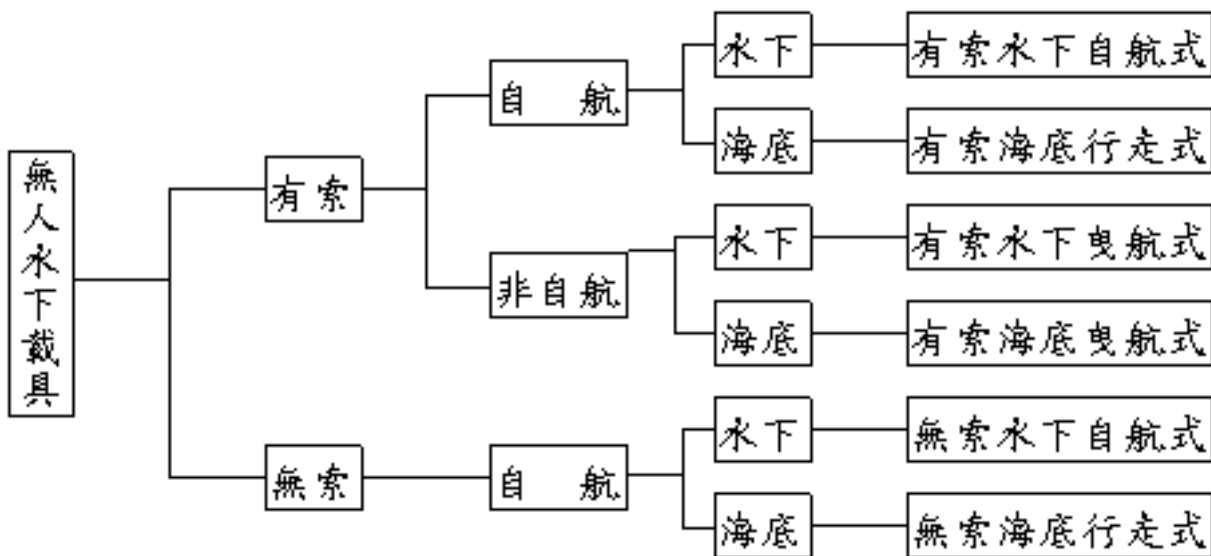 無人水下載具
有索
無索
自航
非自航
自航
水下
海底
水下
海底
水下
海底
有索水下自航式
有索海底行走式
有索水下曳航式
有索海底曳航式
無索水下自航式
無索海底行走式